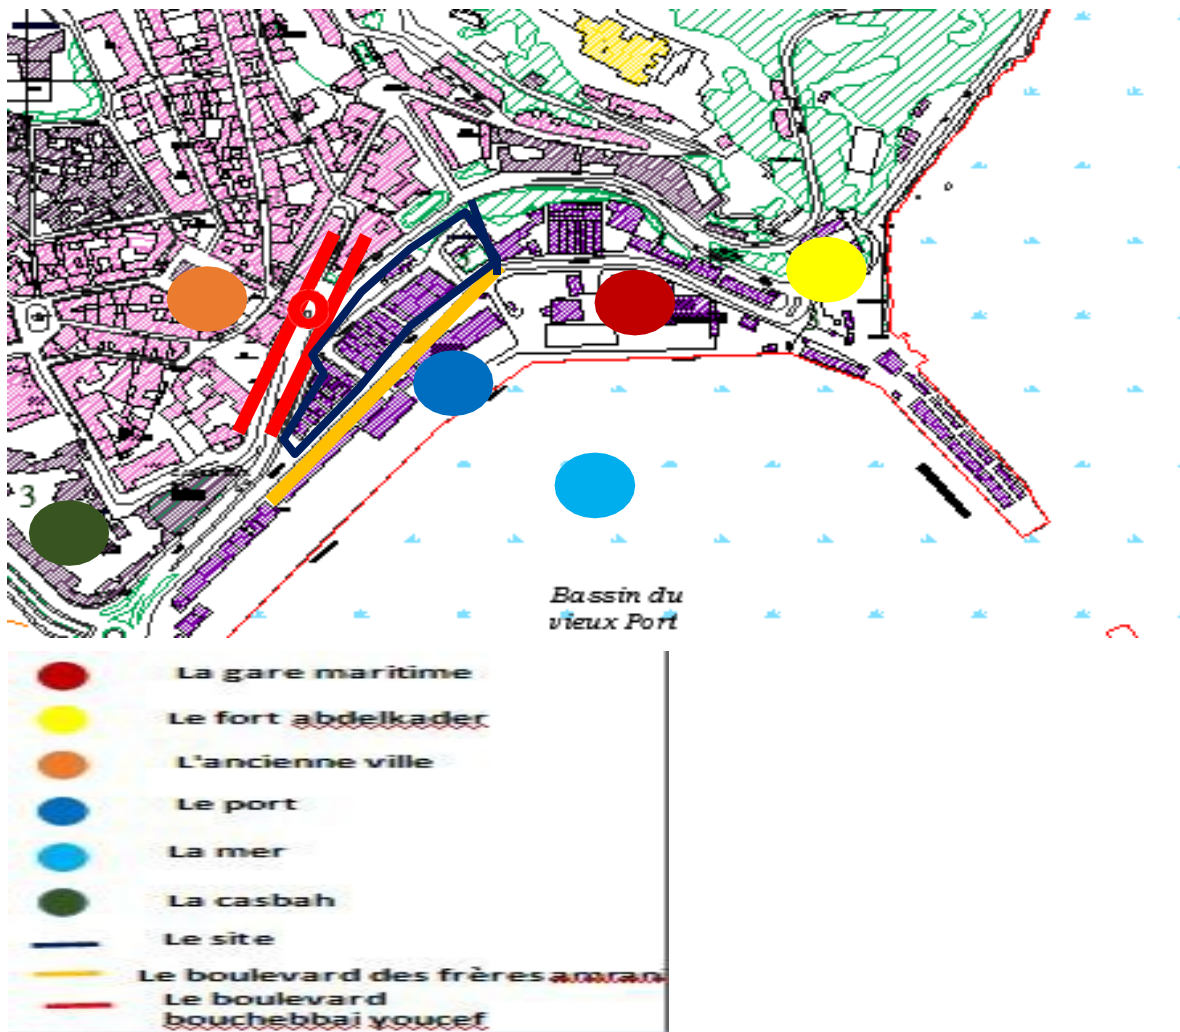 3
Bassin du
vieux Port
La gare maritime
Le fort abdelkader
L'ancienne ville
Le port
La mer
La casbah
Le site
Le boulevard des frères amrani
Le boulevard
bouchebbai youcef